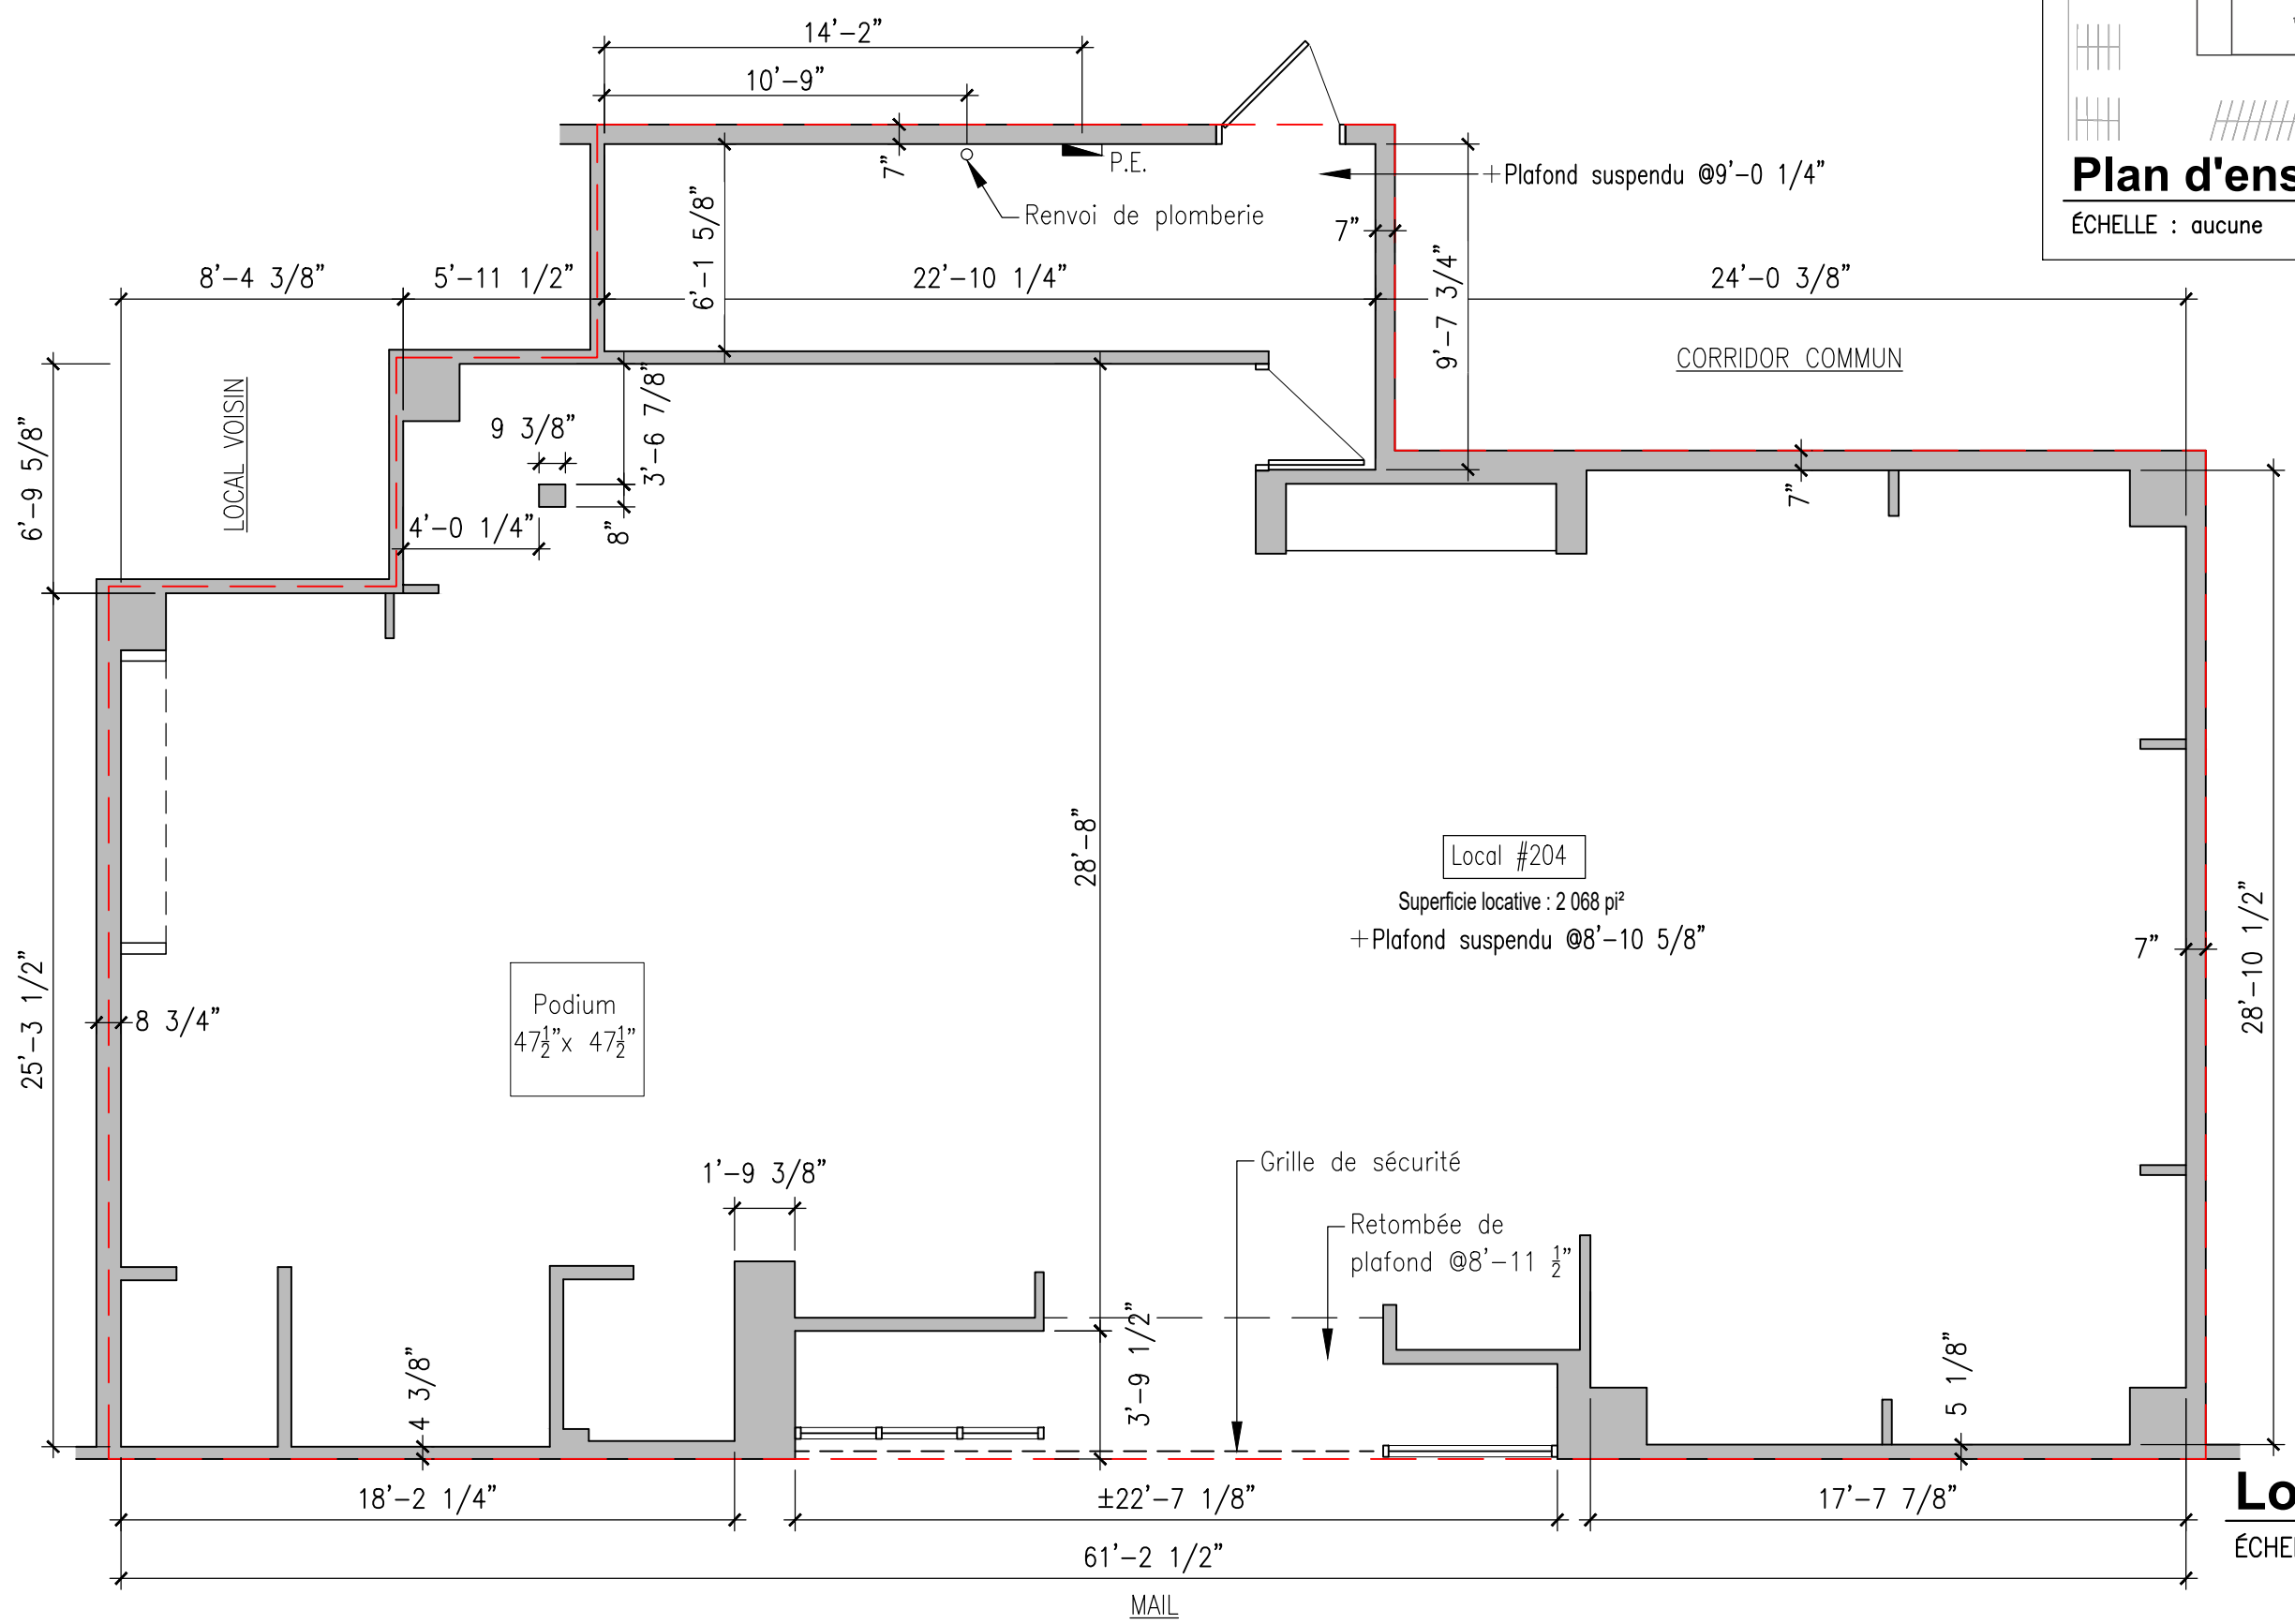 14'-2"
10'-9"
7"
P.E.
+Plafond suspendu @9'-0 1/4"
Renvoi de plomberie
6'-1 5/8"
7"
9'-7 3/4"
Plan d'ens
ÉCHELLE : aucune
8'-4 3/8"
5'-11 1/2"
22'-10 1/4"
24'-0 3/8"
CORRIDOR COMMUN
LOCAL VOISIN
6'-9 5/8"
9 3/8"
3'-6 7/8"
4'-0 1/4"
8"
7"
28'-8"
Local #204
Superficie locative : 2 068 pi²
+Plafond suspendu @8'-10 5/8"
7"
28'-10 1/2"
25'-3 1/2"
8 3/4"
Podium
47½"x 47½"
1'-9 3/8"
Grille de sécurité
Retombée de
plafond @8'-11 ½"
4 3/8"
3'-9 1/2"
5 1/8"
18'-2 1/4"
±22'-7 1/8"
17'-7 7/8"
Lo
ÉCHE
61'-2 1/2"
MAIL